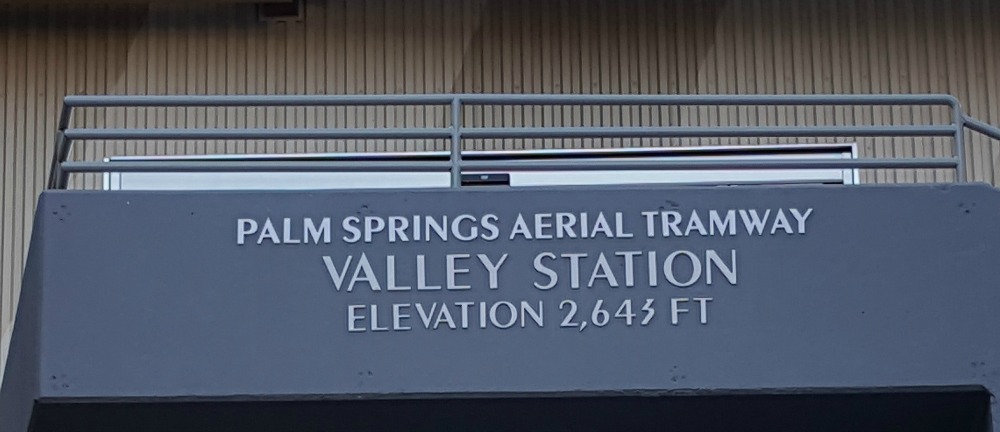 PALM SPRINGS AERIAL TRAMWAY
VALLEY STATION
ELEVATION 2,643 FT